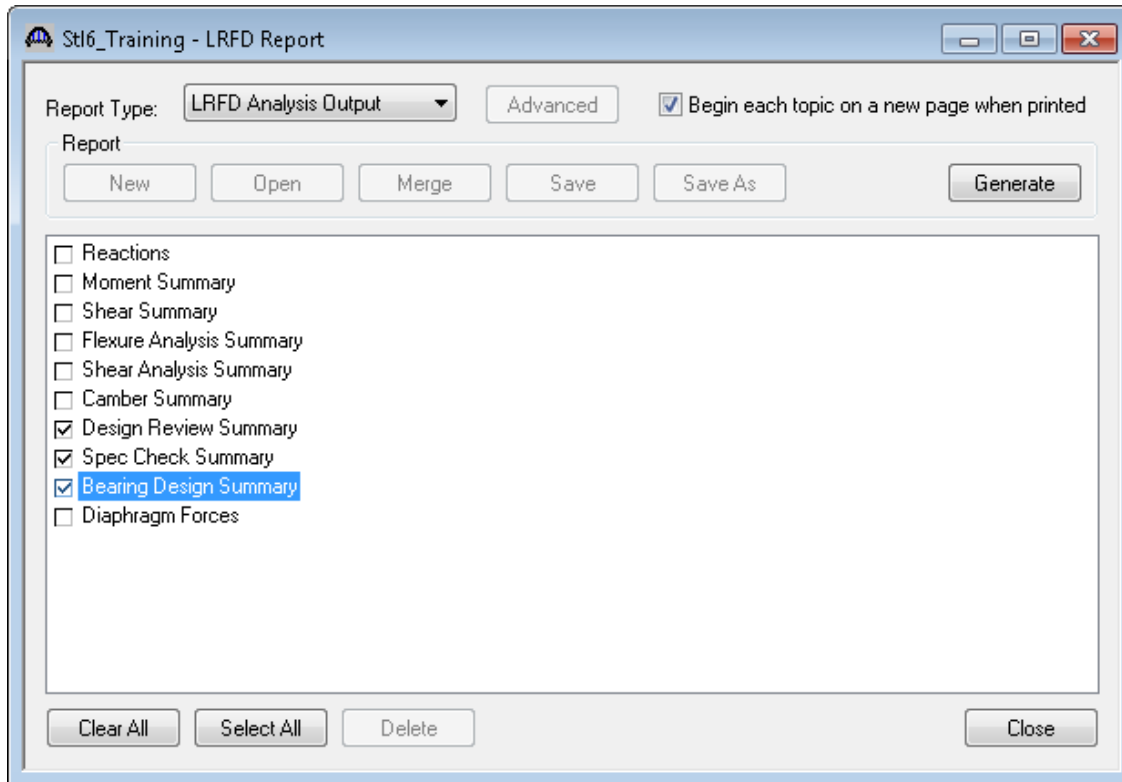 Stl6_Training - LRFD Report
Report Type: LRFD Analysis Output Advanced Begin each topic on a new page when printed
Report
New Open Merge Save Save As Generate
Reactions
Moment Summary
Shear Summary
Flexure Analysis Summary
Shear Analysis Summary
Camber Summary
Design Review Summary
Spec Check Summary
Bearing Design Summary
Diaphragm Forces
Clear All Select All Delete Close